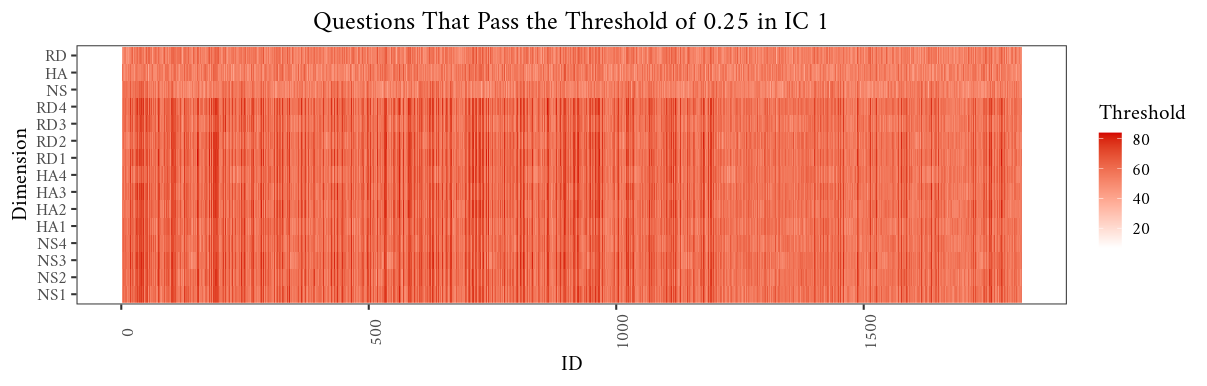 Questions That Pass the Threshold of 0.25 in IC 1
Dimension
RD
HA
NS
RD4
RD3
RD2
RD1
HA4
HA3
HA2
HA1
NS4
NS3
NS2
NS1
0
500
1000
1500
ID
Threshold
80
60
40
20